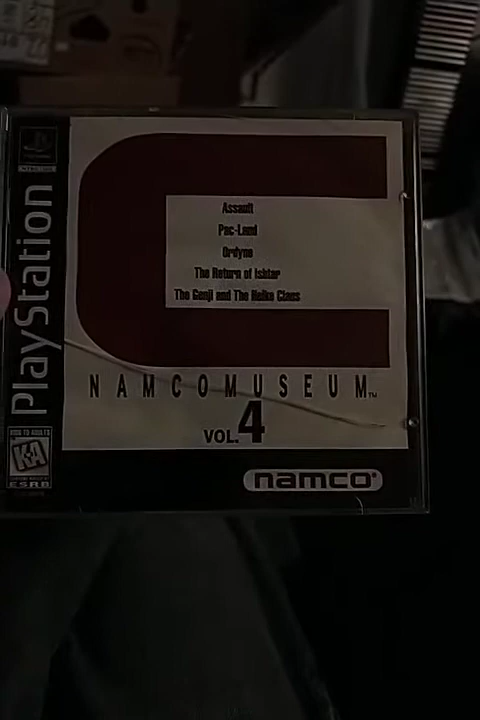 PlayStation
Assault
Pac-Land
Ordyne
The Return of Ishtar
The Genji and The Heike Clans
NAMCOMUSEUM™
VOL.4
namco®
KIDS TO ADULTS
K-A
ESRB